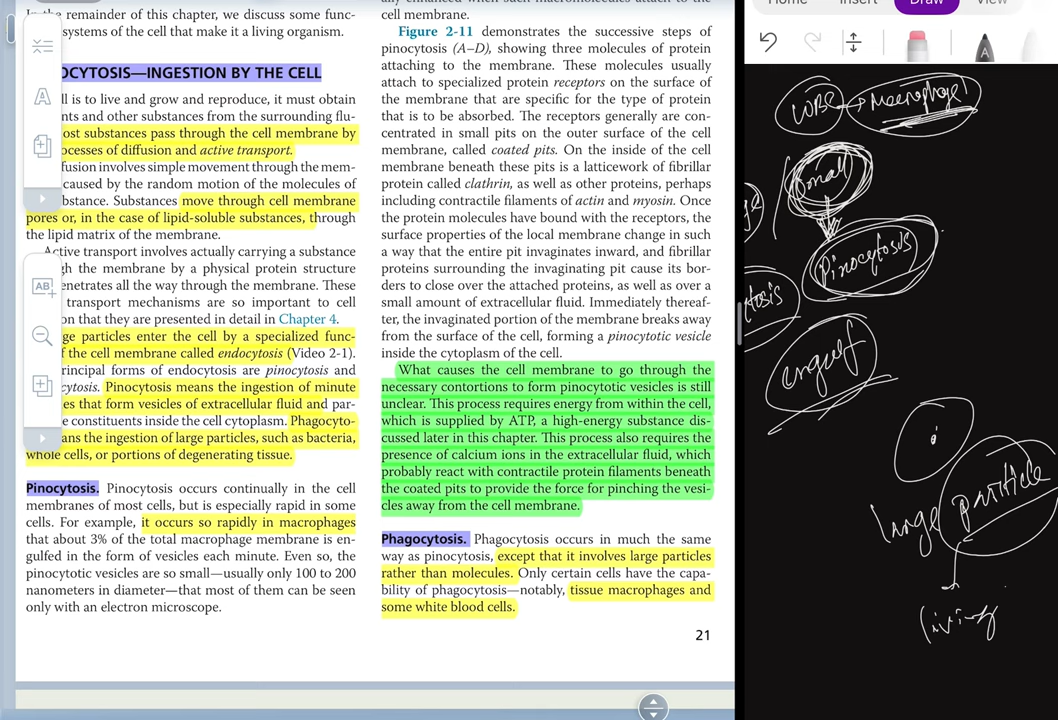 In the remainder of this chapter, we discuss some func-
systems of the cell that make it a living organism.
OCYTOSIS—INGESTION BY THE CELL
ll is to live and grow and reproduce, it must obtain
nts and other substances from the surrounding flu-
ost substances pass through the cell membrane by
ocesses of diffusion and active transport.
fusion involves simple movement through the mem-
caused by the random motion of the molecules of
bstance. Substances move through cell membrane
pores or, in the case of lipid-soluble substances, through
the lipid matrix of the membrane.
Active transport involves actually carrying a substance
gh the membrane by a physical protein structure
enetrates all the way through the membrane. These
transport mechanisms are so important to cell
on that they are presented in detail in Chapter 4.
ge particles enter the cell by a specialized func-
f the cell membrane called endocytosis (Video 2-1).
rincipal forms of endocytosis are pinocytosis and
cytosis. Pinocytosis means the ingestion of minute
es that form vesicles of extracellular fluid and par-
e constituents inside the cell cytoplasm. Phagocyto-
ans the ingestion of large particles, such as bacteria,
whole cells, or portions of degenerating tissue.
Pinocytosis. Pinocytosis occurs continually in the cell
membranes of most cells, but is especially rapid in some
cells. For example, it occurs so rapidly in macrophages
that about 3% of the total macrophage membrane is en-
gulfed in the form of vesicles each minute. Even so, the
pinocytotic vesicles are so small—usually only 100 to 200
nanometers in diameter—that most of them can be seen
only with an electron microscope.
ally enhanced when such macromolecules attach to the
cell membrane.
Figure 2-11 demonstrates the successive steps of
pinocytosis (A–D), showing three molecules of protein
attaching to the membrane. These molecules usually
attach to specialized protein receptors on the surface of
the membrane that are specific for the type of protein
that is to be absorbed. The receptors generally are con-
centrated in small pits on the outer surface of the cell
membrane, called coated pits. On the inside of the cell
membrane beneath these pits is a latticework of fibrillar
protein called clathrin, as well as other proteins, perhaps
including contractile filaments of actin and myosin. Once
the protein molecules have bound with the receptors, the
surface properties of the local membrane change in such
a way that the entire pit invaginates inward, and fibrillar
proteins surrounding the invaginating pit cause its bor-
ders to close over the attached proteins, as well as over a
small amount of extracellular fluid. Immediately thereaf-
ter, the invaginated portion of the membrane breaks away
from the surface of the cell, forming a pinocytotic vesicle
inside the cytoplasm of the cell.
What causes the cell membrane to go through the
necessary contortions to form pinocytotic vesicles is still
unclear. This process requires energy from within the cell,
which is supplied by ATP, a high-energy substance dis-
cussed later in this chapter. This process also requires the
presence of calcium ions in the extracellular fluid, which
probably react with contractile protein filaments beneath
the coated pits to provide the force for pinching the vesi-
cles away from the cell membrane.
Phagocytosis. Phagocytosis occurs in much the same
way as pinocytosis, except that it involves large particles
rather than molecules. Only certain cells have the capa-
bility of phagocytosis—notably, tissue macrophages and
some white blood cells.
21
Home Insert Draw View
A
AB
A
Macrophage
Small
Pinocytosis
tosis
engulf
large particle
living